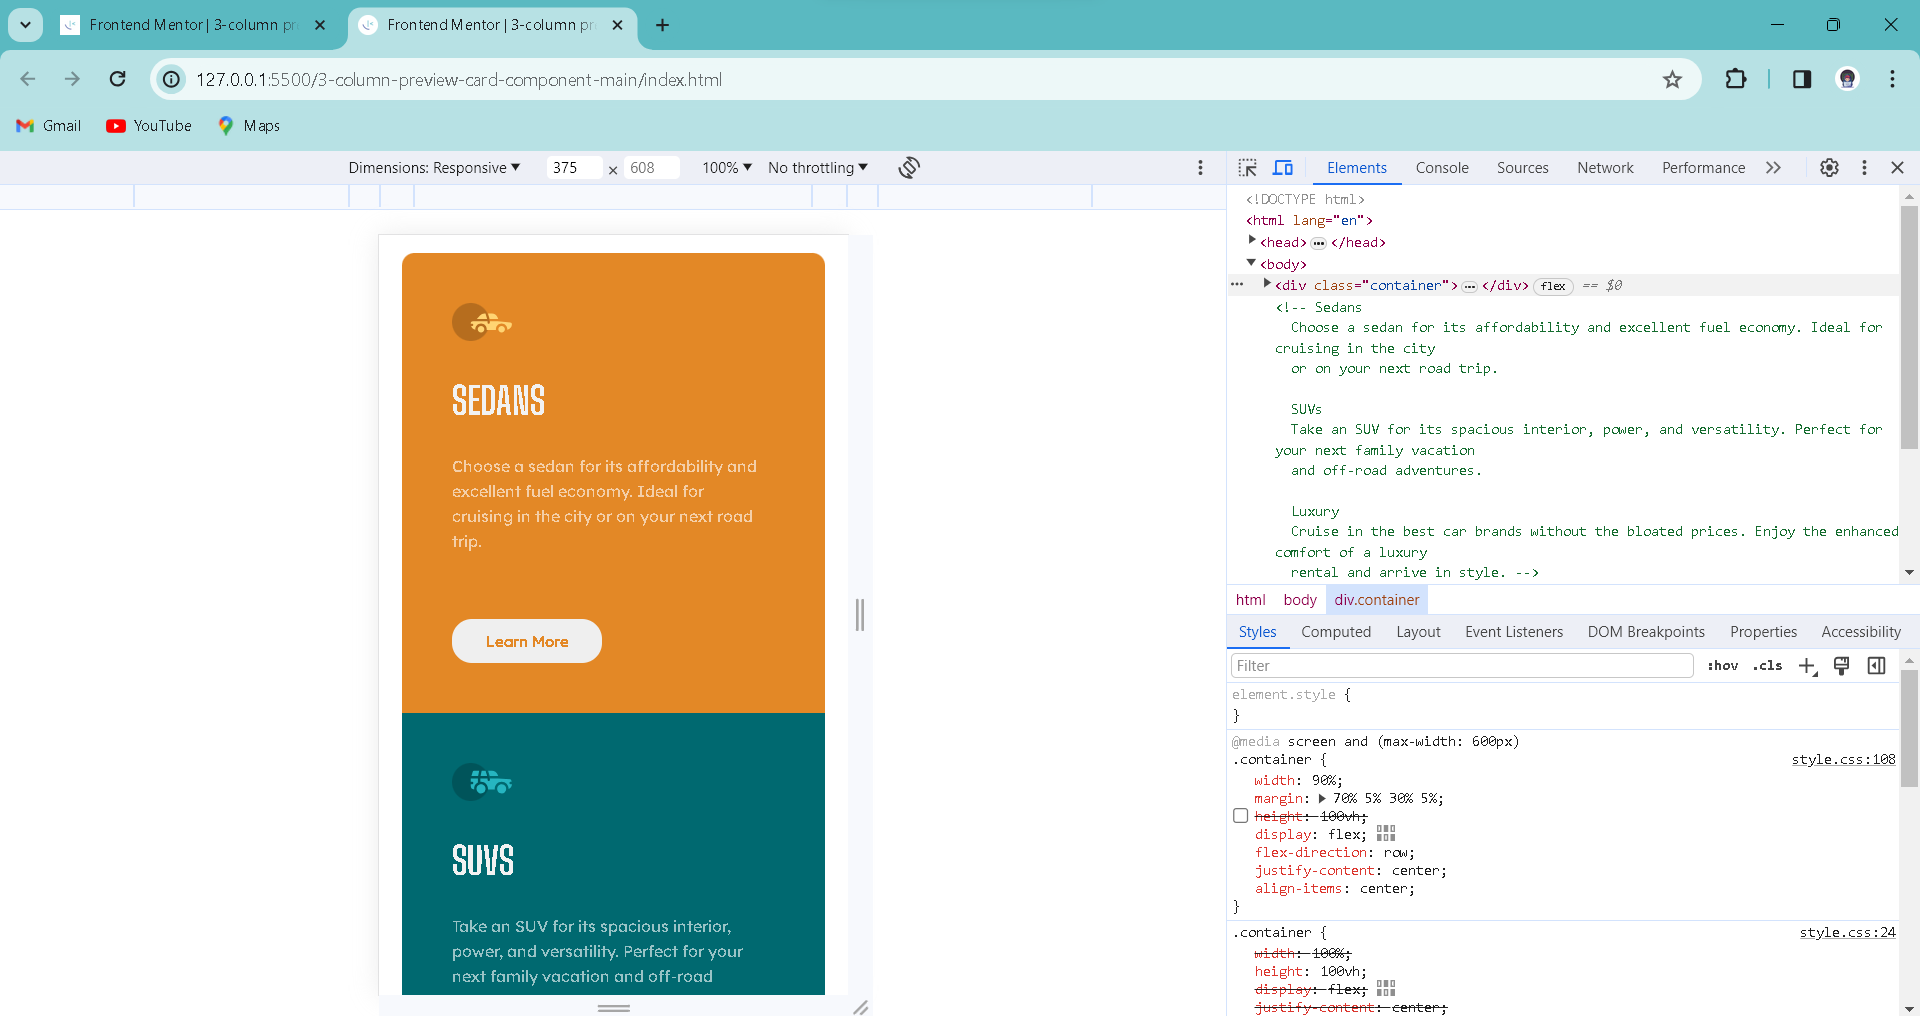 Frontend Mentor | 3-column pr
Frontend Mentor | 3-column pr
127.0.0.1:5500/3-column-preview-card-component-main/index.html
Gmail
YouTube
Maps
Dimensions: Responsive ▼ 375 × 608 100% ▼ No throttling ▼
Elements Console Sources Network Performance
<!DOCTYPE html>
<html lang="en">
<head> ••• </head>
<body>
••• <div class="container"> ••• </div> flex == $0
<!-- Sedans
Choose a sedan for its affordability and excellent fuel economy. Ideal for
cruising in the city
or on your next road trip.
SUVs
Take an SUV for its spacious interior, power, and versatility. Perfect for
your next family vacation
and off-road adventures.
Luxury
Cruise in the best car brands without the bloated prices. Enjoy the enhanced
comfort of a luxury
rental and arrive in style. -->
html body div.container
Styles Computed Layout Event Listeners DOM Breakpoints Properties Accessibility
Filter :hov .cls
element.style {
}
@media screen and (max-width: 600px)
.container { style.css:108
width: 90%;
margin: 70% 5% 30% 5%;
height: 100vh;
display: flex;
flex-direction: row;
justify-content: center;
align-items: center;
}
.container { style.css:24
width: 100%;
height: 100vh;
display: flex;
justify-content: center;
SEDANS
Choose a sedan for its affordability and
excellent fuel economy. Ideal for
cruising in the city or on your next road
trip.
Learn More
SUVS
Take an SUV for its spacious interior,
power, and versatility. Perfect for your
next family vacation and off-road